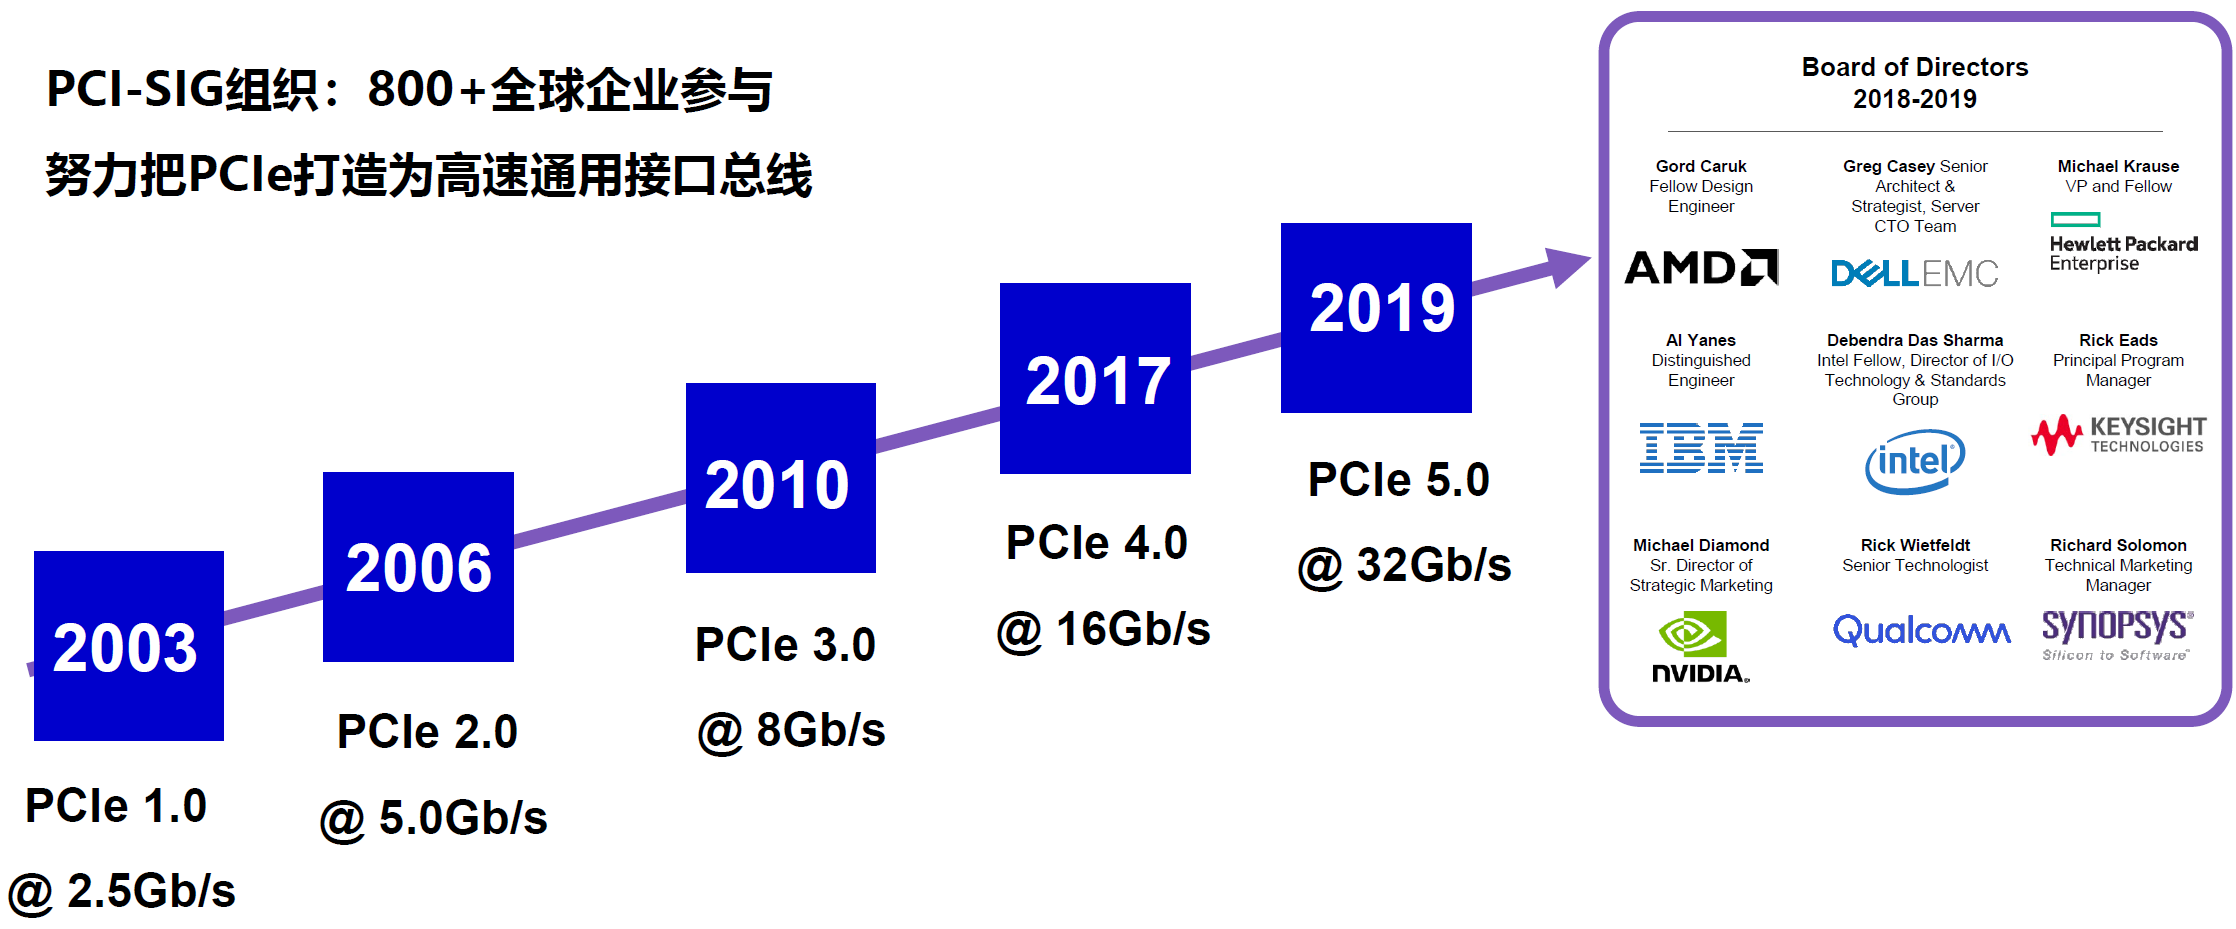 PCI-SIG组织：800+全球企业参与
努力把PCIe打造为高速通用接口总线
2003
PCIe 1.0
@ 2.5Gb/s
2006
PCIe 2.0
@ 5.0Gb/s
2010
PCIe 3.0
@ 8Gb/s
2017
PCIe 4.0
@ 16Gb/s
2019
PCIe 5.0
@ 32Gb/s
Board of Directors
2018-2019
Gord Caruk
Fellow Design
Engineer
AMD
Greg Casey Senior
Architect &
Strategist, Server
CTO Team
DELLEMC
Michael Krause
VP and Fellow
Hewlett Packard
Enterprise
Al Yanes
Distinguished
Engineer
IBM
Debendra Das Sharma
Intel Fellow, Director of I/O
Technology & Standards
Group
intel
Rick Eads
Principal Program
Manager
KEYSIGHT
TECHNOLOGIES
Michael Diamond
Sr. Director of
Strategic Marketing
NVIDIA
Rick Wietfeldt
Senior Technologist
Qualcomm
Richard Solomon
Technical Marketing
Manager
SYNOPSYS
Silicon to Software